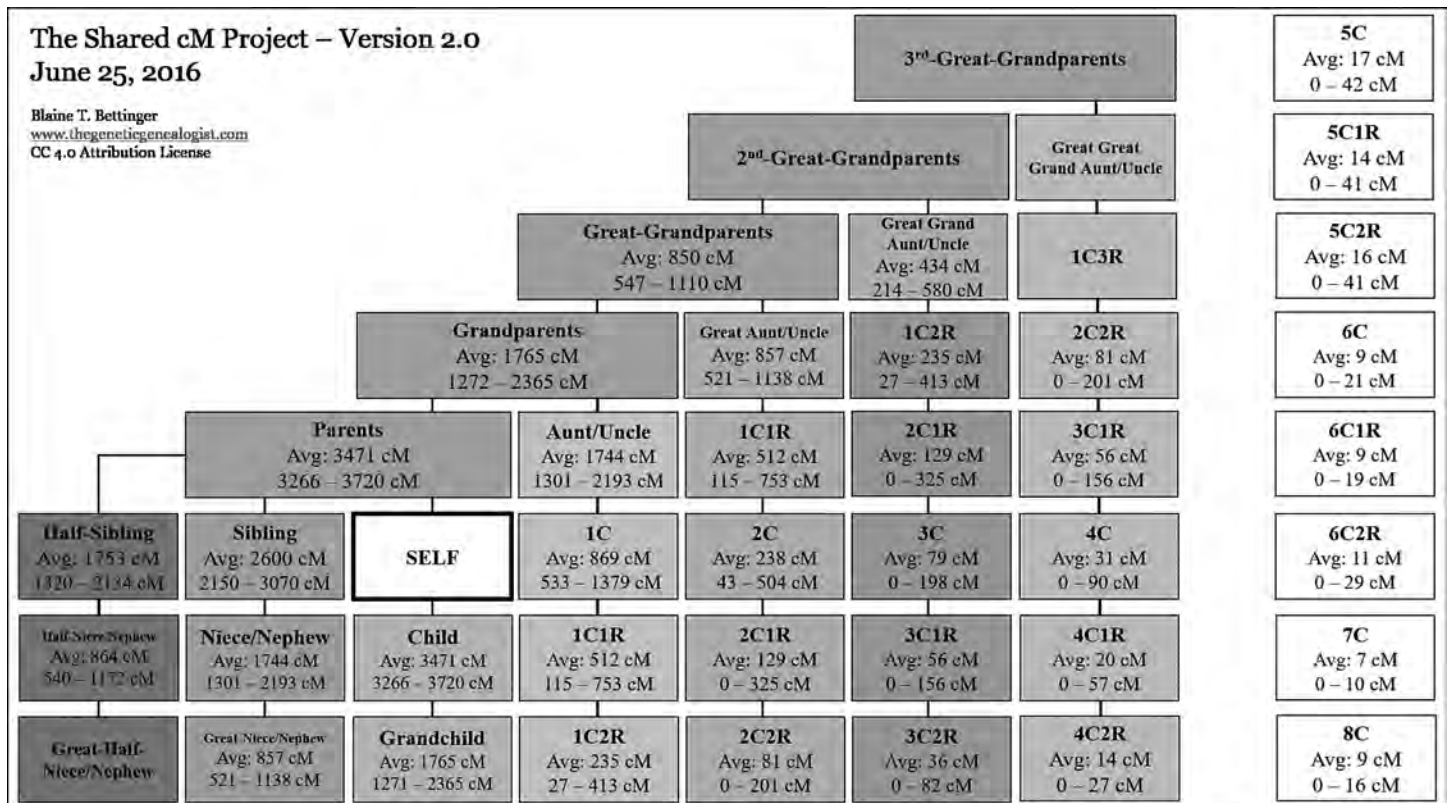 The Shared cM Project – Version 2.0
June 25, 2016
Blaine T. Bettinger
www.thegeneticgenealogist.com
CC 4.0 Attribution License
3rd-Great-Grandparents
5C
Avg: 17 cM
0 – 42 cM
2nd-Great-Grandparents
Great Great
Grand Aunt/Uncle
5C1R
Avg: 14 cM
0 – 41 cM
Great-Grandparents
Avg: 850 cM
547 – 1110 cM
Great Grand
Aunt/Uncle
Avg: 434 cM
214 – 580 cM
1C3R
5C2R
Avg: 16 cM
0 – 41 cM
Grandparents
Avg: 1765 cM
1272 – 2365 cM
Great Aunt/Uncle
Avg: 857 cM
521 – 1138 cM
1C2R
Avg: 235 cM
27 – 413 cM
2C2R
Avg: 81 cM
0 – 201 cM
6C
Avg: 9 cM
0 – 21 cM
Parents
Avg: 3471 cM
3266 – 3720 cM
Aunt/Uncle
Avg: 1744 cM
1301 – 2193 cM
1C1R
Avg: 512 cM
115 – 753 cM
2C1R
Avg: 129 cM
0 – 325 cM
3C1R
Avg: 56 cM
0 – 156 cM
6C1R
Avg: 9 cM
0 – 19 cM
Half-Sibling
Avg: 1753 cM
1320 – 2134 cM
Sibling
Avg: 2600 cM
2150 – 3070 cM
SELF
1C
Avg: 869 cM
533 – 1379 cM
2C
Avg: 238 cM
43 – 504 cM
3C
Avg: 79 cM
0 – 198 cM
4C
Avg: 31 cM
0 – 90 cM
6C2R
Avg: 11 cM
0 – 29 cM
Half Niece/Nephew
Avg: 864 cM
540 – 1172 cM
Niece/Nephew
Avg: 1744 cM
1301 – 2193 cM
Child
Avg: 3471 cM
3266 – 3720 cM
1C1R
Avg: 512 cM
115 – 753 cM
2C1R
Avg: 129 cM
0 – 325 cM
3C1R
Avg: 56 cM
0 – 156 cM
4C1R
Avg: 20 cM
0 – 57 cM
7C
Avg: 7 cM
0 – 10 cM
Great-Half-
Niece/Nephew
Great Niece/Nephew
Avg: 857 cM
521 – 1138 cM
Grandchild
Avg: 1765 cM
1271 – 2365 cM
1C2R
Avg: 235 cM
27 – 413 cM
2C2R
Avg: 81 cM
0 – 201 cM
3C2R
Avg: 36 cM
0 – 82 cM
4C2R
Avg: 14 cM
0 – 27 cM
8C
Avg: 9 cM
0 – 16 cM